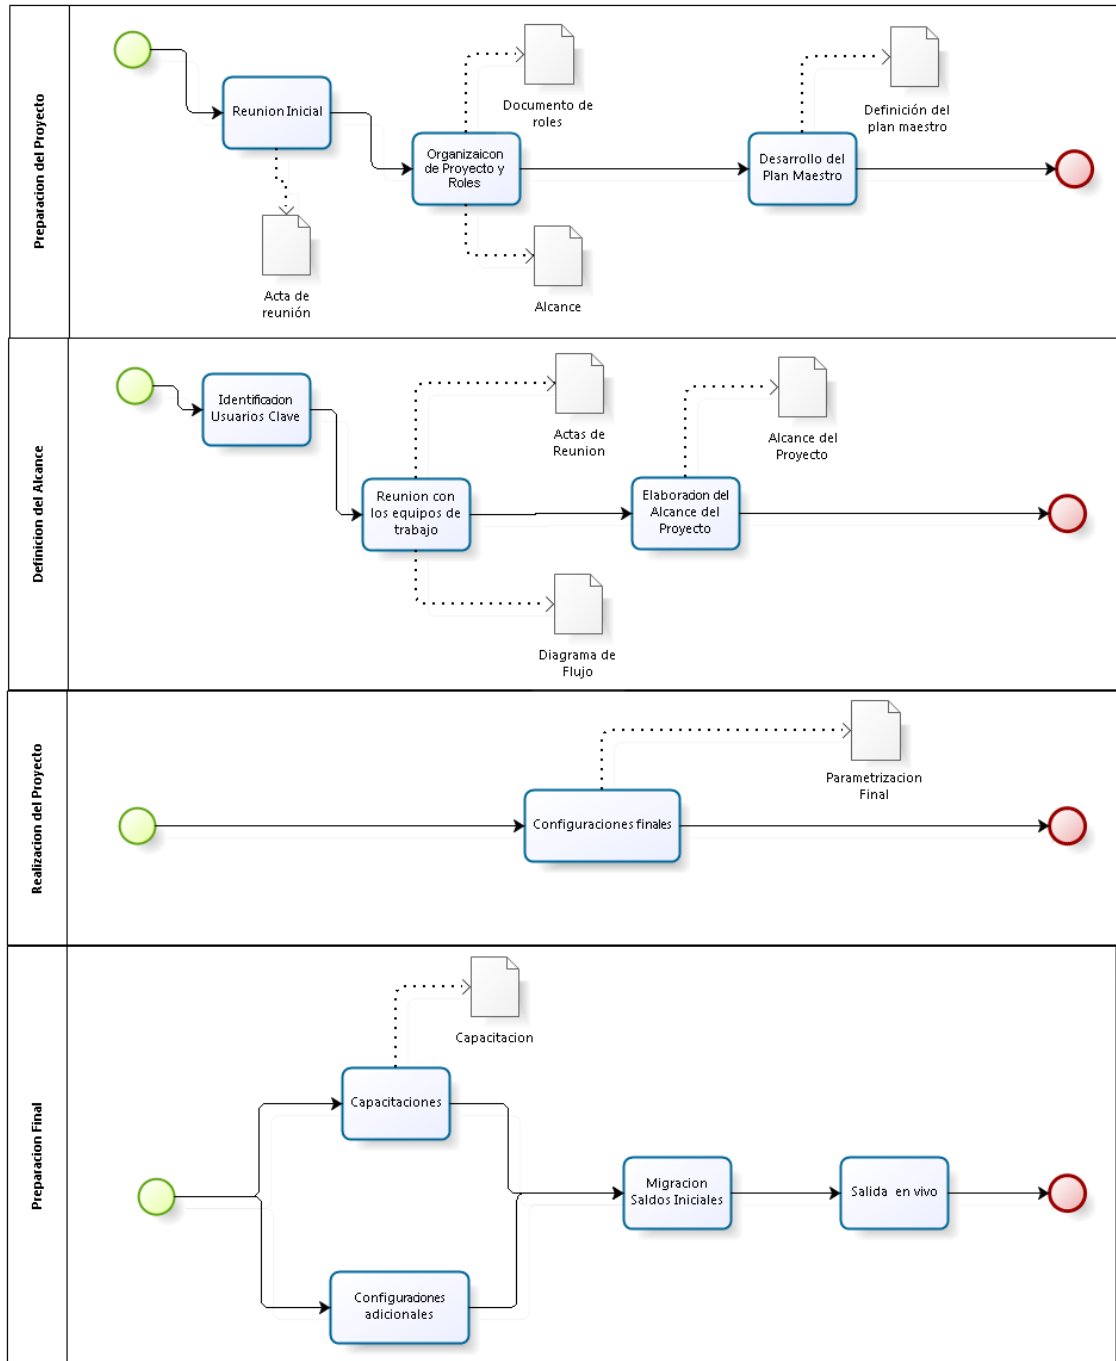 Preparacion del Proyecto
Reunion Inicial
Acta de
reunión
Documento de
roles
Organizaicon
de Proyecto y
Roles
Alcance
Definición del
plan maestro
Desarrollo del
Plan Maestro
Definicion del Alcance
Identificacion
Usuarios Clave
Actas de
Reunion
Reunion con
los equipos de
trabajo
Diagrama de
Flujo
Alcance del
Proyecto
Elaboracion del
Alcance del
Proyecto
Realizacion del Proyecto
Parametrizacion
Final
Configuraciones finales
Preparacion Final
Capacitacion
Capacitaciones
Configuraciones
adicionales
Migracion
Saldos Iniciales
Salida en vivo